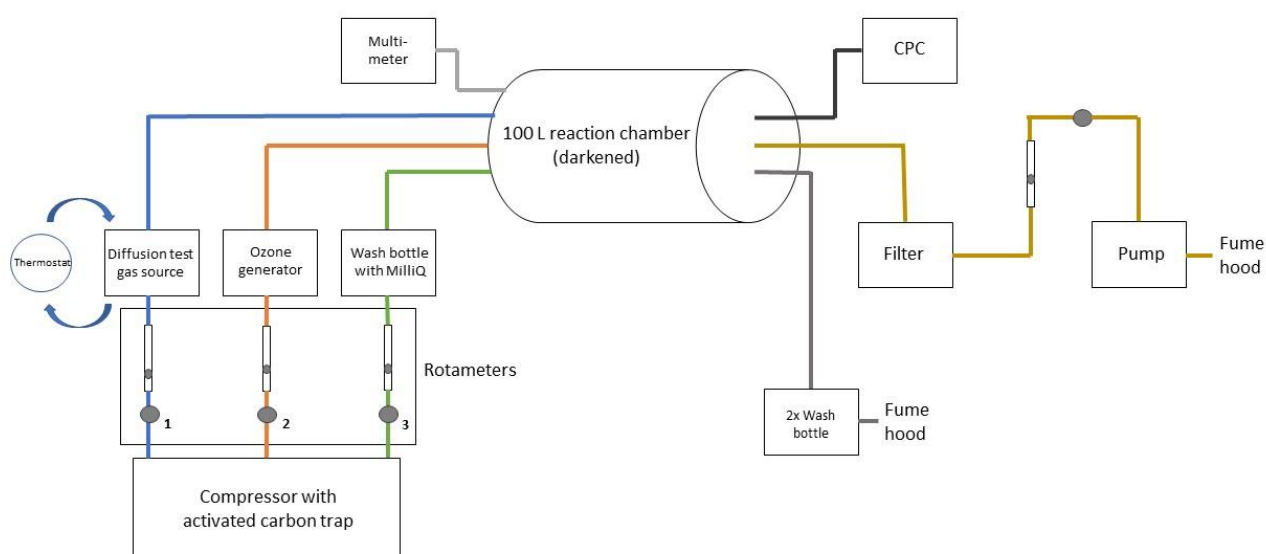 Multi-
meter
CPC
100 L reaction chamber
(darkened)
Thermostat
Diffusion test
gas source
Ozone
generator
Wash bottle
with MilliQ
Filter
Pump
Fume
hood
Rotameters
1
2
3
2x Wash
bottle
Fume
hood
Compressor with
activated carbon trap